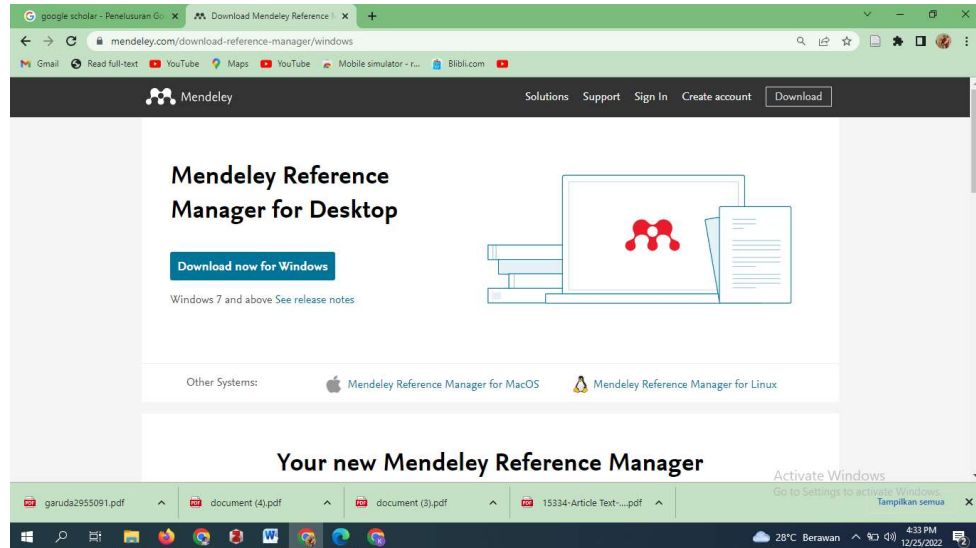 google scholar - Penelusuran Go
Download Mendeley Reference M
mendeley.com/download-reference-manager/windows
Gmail
Read full-text
YouTube
Maps
YouTube
Mobile simulator - r...
Blibli.com
Mendeley
Solutions
Support
Sign In
Create account
Download
Mendeley Reference
Manager for Desktop
Download now for Windows
Windows 7 and above See release notes
Other Systems:
Mendeley Reference Manager for MacOS
Mendeley Reference Manager for Linux
Your new Mendeley Reference Manager
Activate Windows
Go to Settings to activate Windows.
garuda2955091.pdf
document (4).pdf
document (3).pdf
15334-Article Text-....pdf
Tampilkan semua
28°C Berawan
4:33 PM
12/25/2022